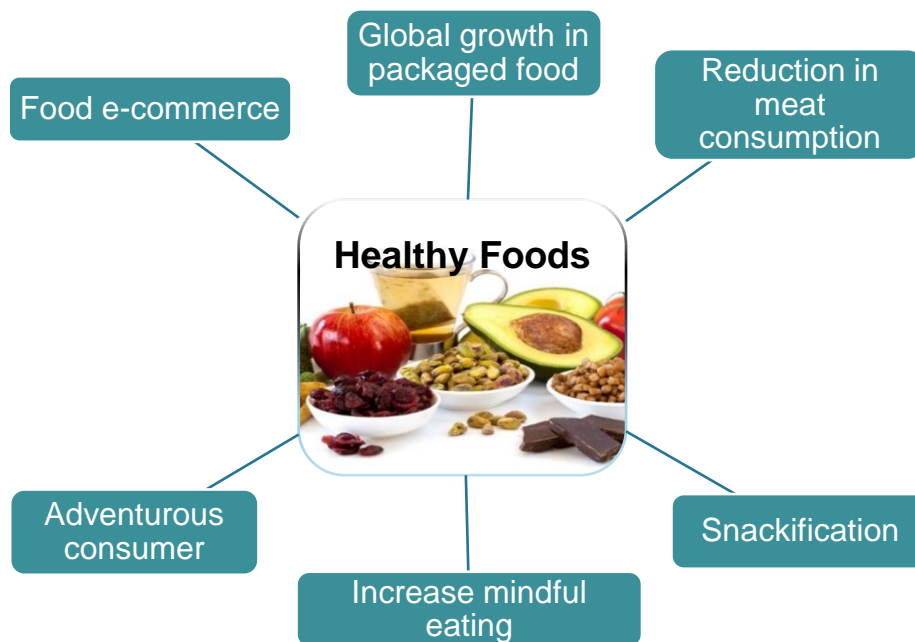 Global growth in
packaged food
Food e-commerce
Reduction in
meat
consumption
Healthy Foods
Adventurous
consumer
Snackification
Increase mindful
eating